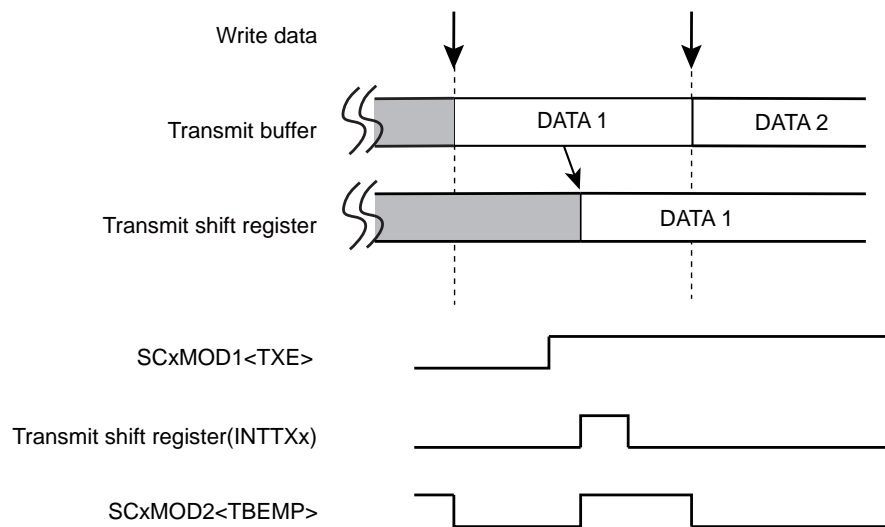 Write data
Transmit buffer
DATA 1
DATA 2
Transmit shift register
DATA 1
SCxMOD1<TXE>
Transmit shift register(INTTXx)
SCxMOD2<TBEMP>